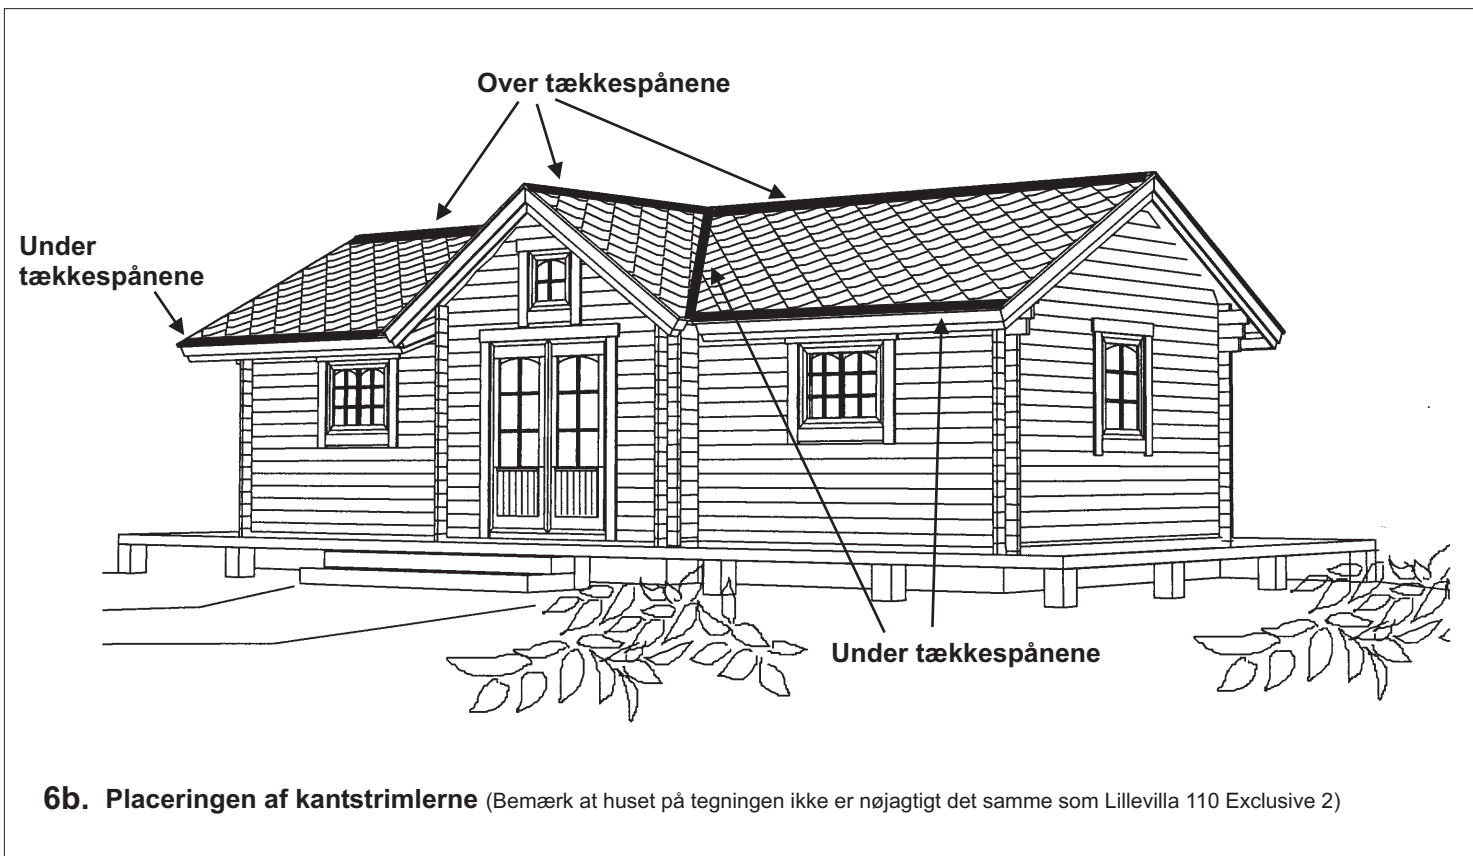 Over tækkespånene
Under
tækkespånene
Under tækkespånene
6b. Placeringen af kantstrimlerne (Bemærk at huset på tegningen ikke er nøjagtigt det samme som Lillevilla 110 Exclusive 2)